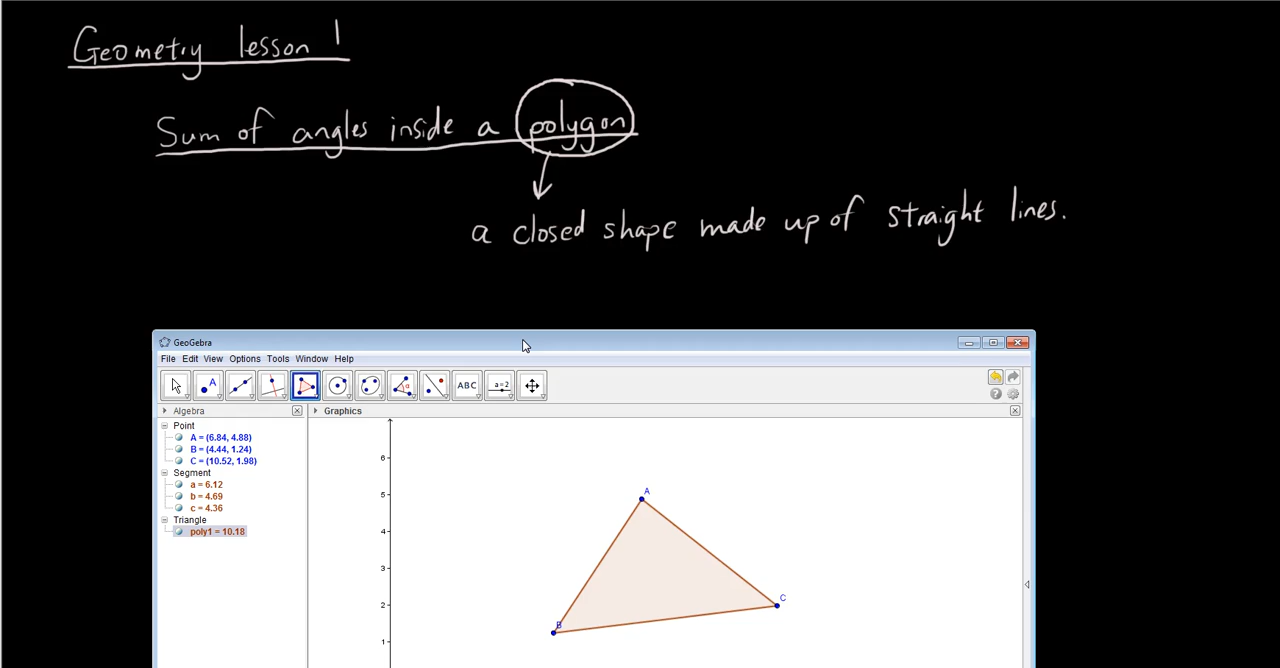 Geometry lesson 1
Sum of angles inside a polygon
a closed shape made up of straight lines.
GeoGebra
File Edit View Options Tools Window Help
A α ABC a=2
Algebra
Graphics
Point
A = (6.84, 4.88)
B = (4.44, 1.24)
C = (10.52, 1.98)
Segment
a = 6.12
b = 4.69
c = 4.36
Triangle
poly1 = 10.18
6
5
4
3
2
1
A
B
C